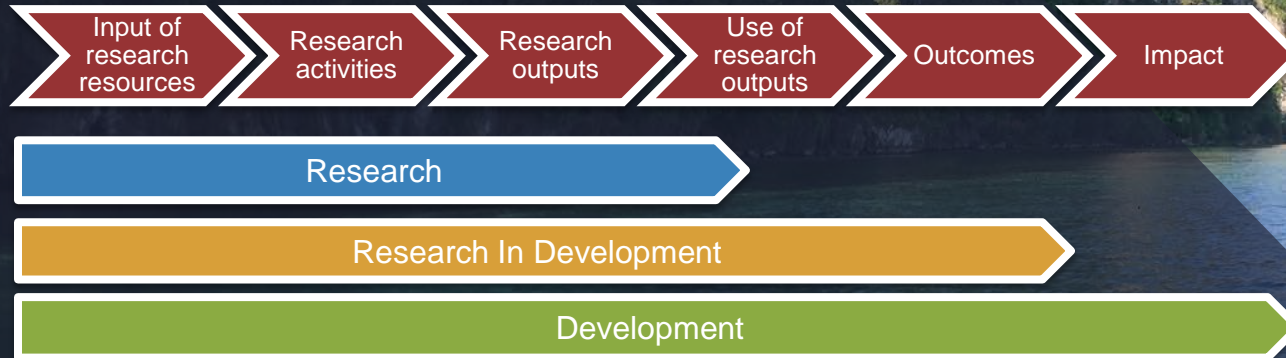 Input of
research
resources
Research
activities
Research
outputs
Use of
research
outputs
Outcomes
Impact
Research
Research In Development
Development